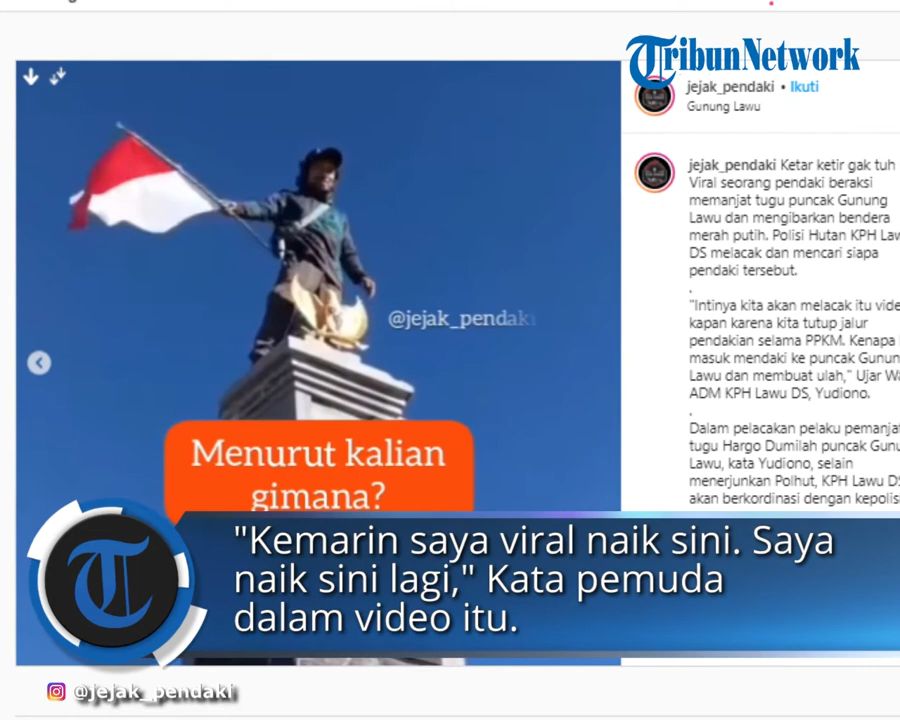 TribunNetwork
jejak_pendaki • Ikuti
Gunung Lawu
jejak_pendaki Ketar ketir gak tuh
Viral seorang pendaki beraksi
memanjat tugu puncak Gunung
Lawu dan mengibarkan bendera
merah putih. Polisi Hutan KPH
DS melacak dan mencari siapa
pendaki tersebut.
.
"Intinya kita akan melacak itu
kapan karena kita tutup jalur
pendakian selama PPKM. Kenapa
masuk mendaki ke puncak
Lawu dan membuat ulah," Ujar
ADM KPH Lawu DS, Yudiono.
.
Dalam pelacakan pelaku
tugu Hargo Dumilah puncak
Lawu, kata Yudiono, selain
menerjunkan Polhut, KPH Lawu
akan berkordinasi dengan
@jejak_pendaki
Menurut kalian
gimana?
T
"Kemarin saya viral naik sini. Saya
naik sini lagi," Kata pemuda
dalam video itu.
@jejak_pendaki